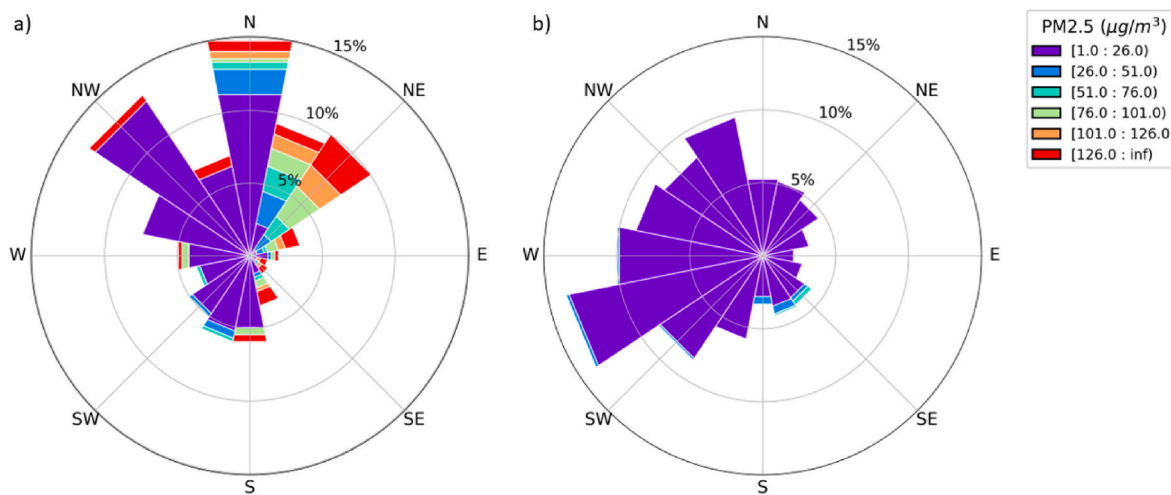 a)
N
15%
NW
NE
10%
5%
W
E
SW
SE
S
b)
N
15%
NW
NE
10%
5%
W
E
SW
SE
S
PM2.5 (μg/m³)
[1.0 : 26.0)
[26.0 : 51.0)
[51.0 : 76.0)
[76.0 : 101.0)
[101.0 : 126.0
[126.0 : inf)